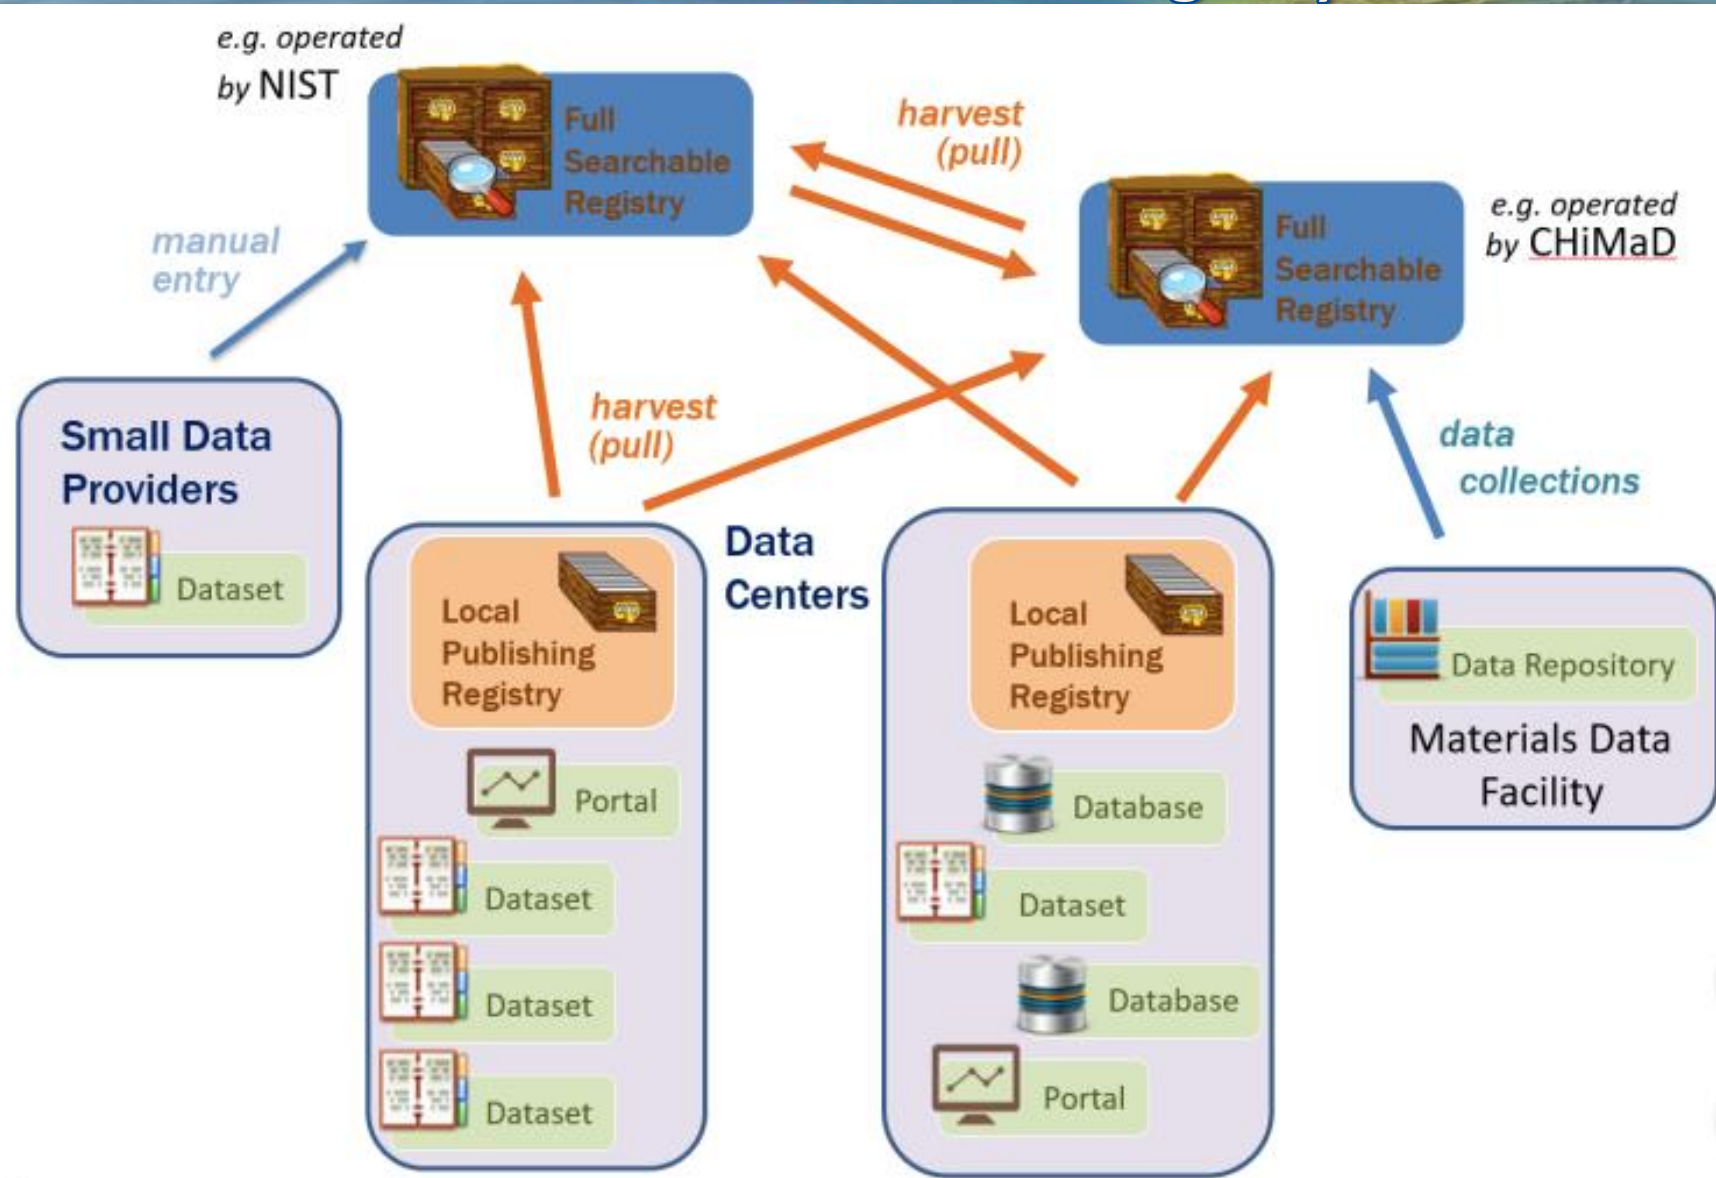 e.g. operated
by NIST
Full
Searchable
Registry
harvest
(pull)
e.g. operated
by CHiMaD
Full
Searchable
Registry
manual
entry
harvest
(pull)
data
collections
Small Data
Providers
Dataset
Data
Centers
Local
Publishing
Registry
Portal
Dataset
Dataset
Dataset
Local
Publishing
Registry
Database
Dataset
Database
Portal
Data Repository
Materials Data
Facility